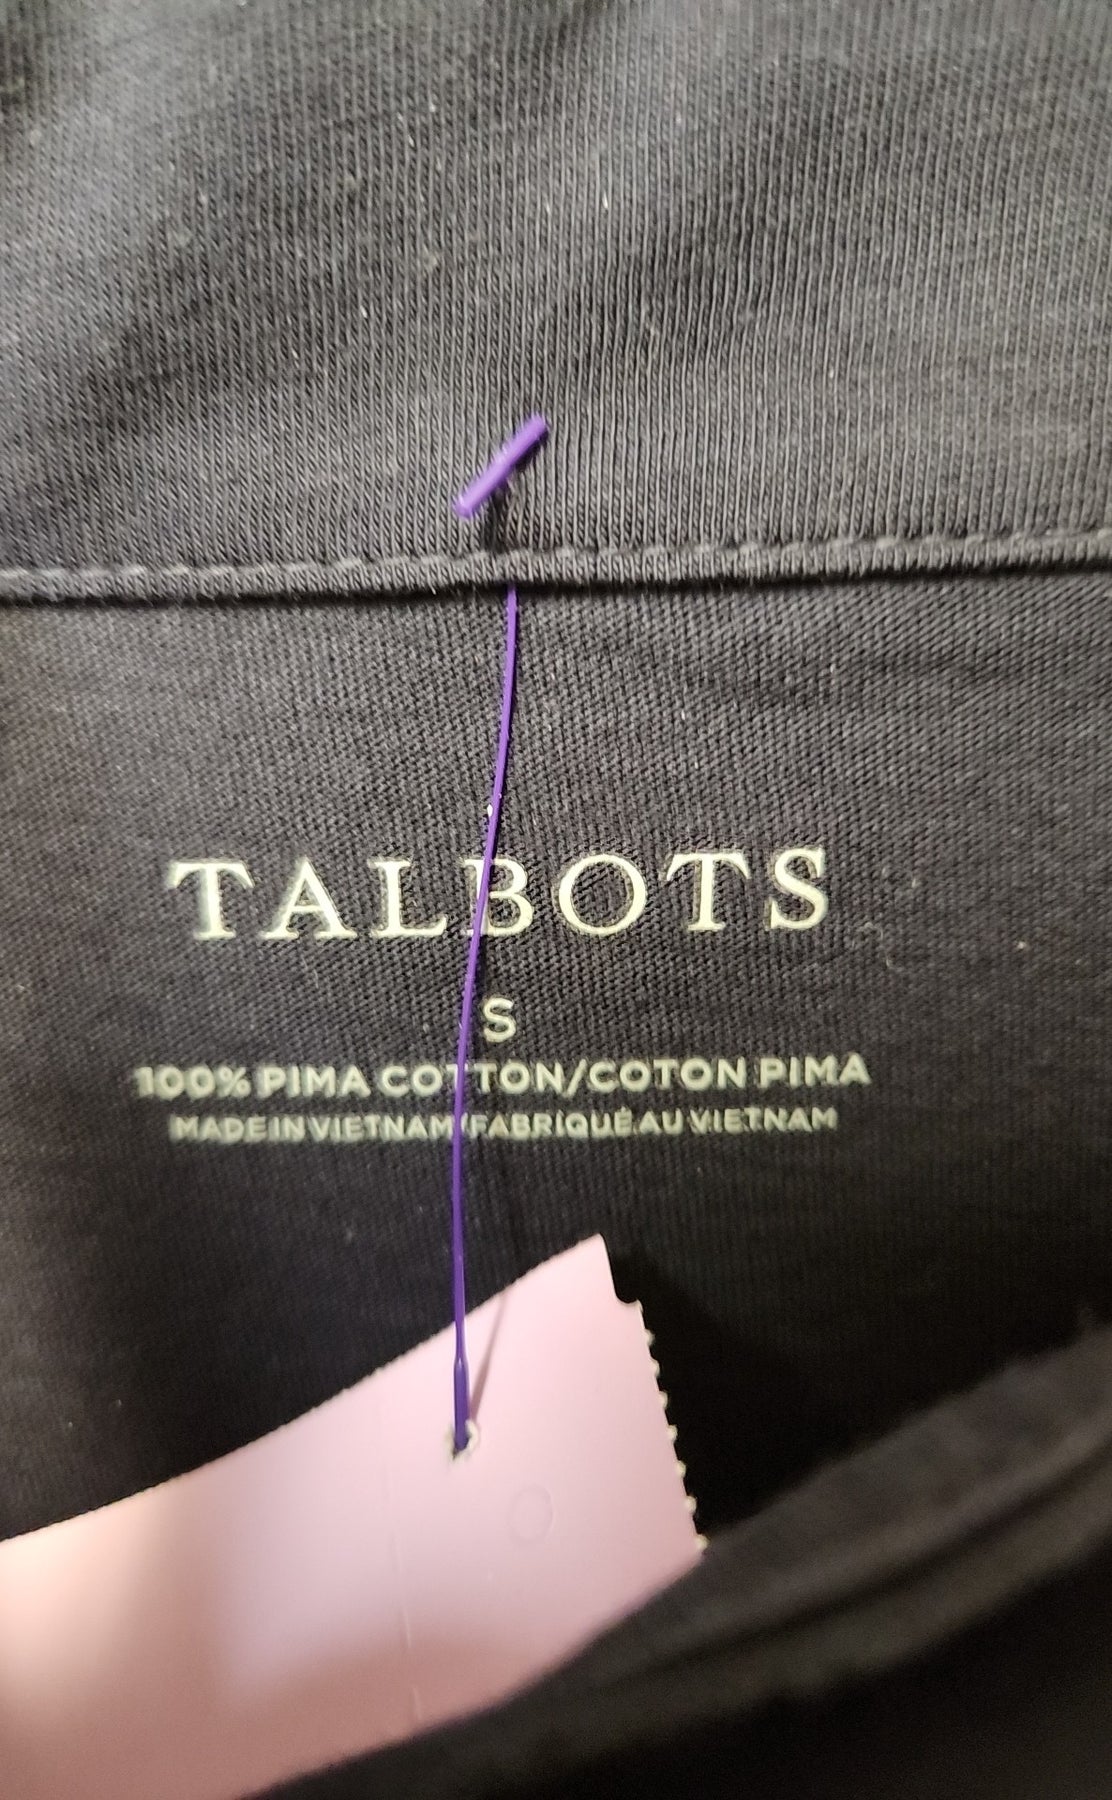 TALBOTS
S
100% PIMA COTTON/COTON PIMA
MADE IN VIETNAM/FABRIQUÉ AU VIETNAM